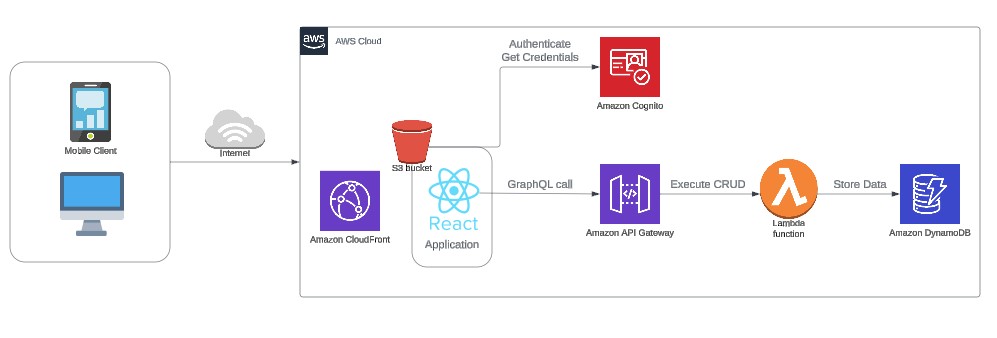 aws
AWS Cloud
Authenticate
Get Credentials
Amazon Cognito
Mobile Client
Internet
S3 bucket
React
Application
Amazon CloudFront
GraphQL call
Amazon API Gateway
Execute CRUD
Lambda
function
Store Data
Amazon DynamoDB